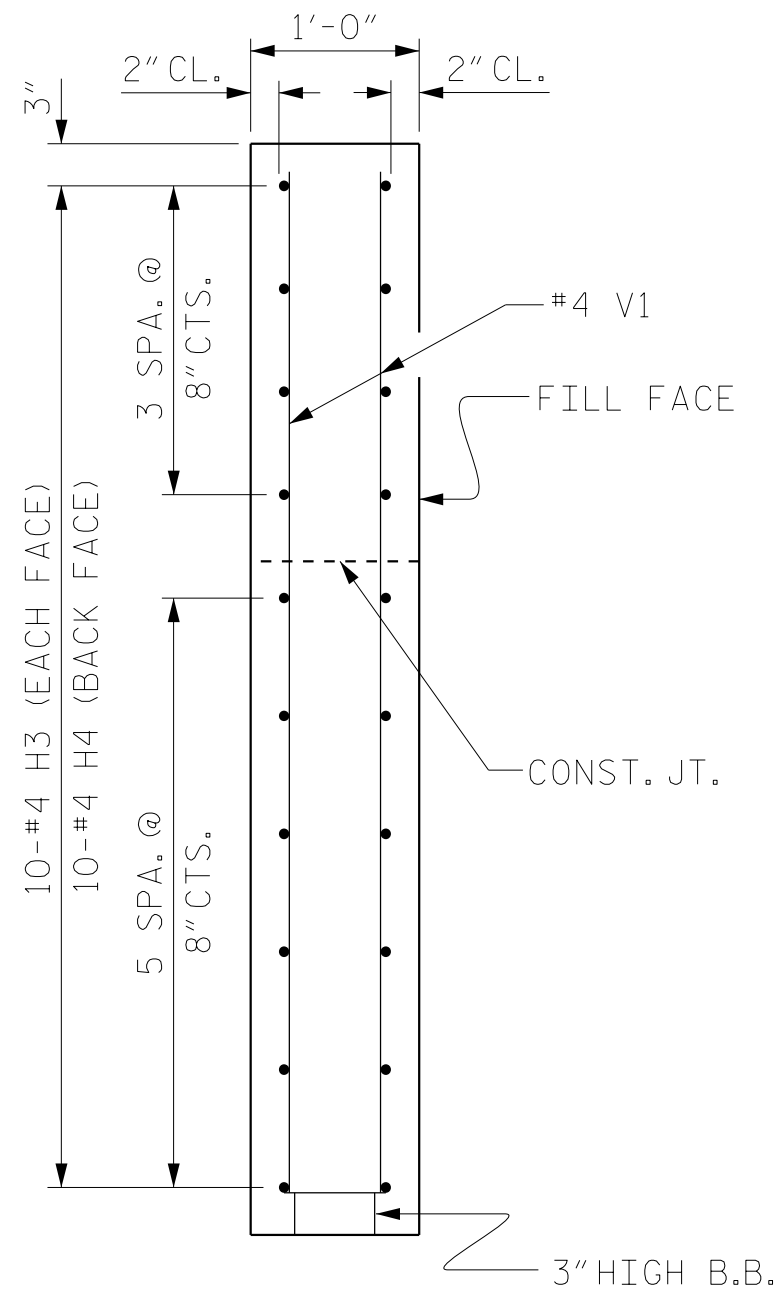 1'-0"
2" CL.
2" CL.
3"
3 SPA. @
8" CTS.
#4 V1
FILL FACE
10-#4 H3 (EACH FACE)
10-#4 H4 (BACK FACE)
CONST. JT.
5 SPA. @
8" CTS.
3" HIGH B.B.